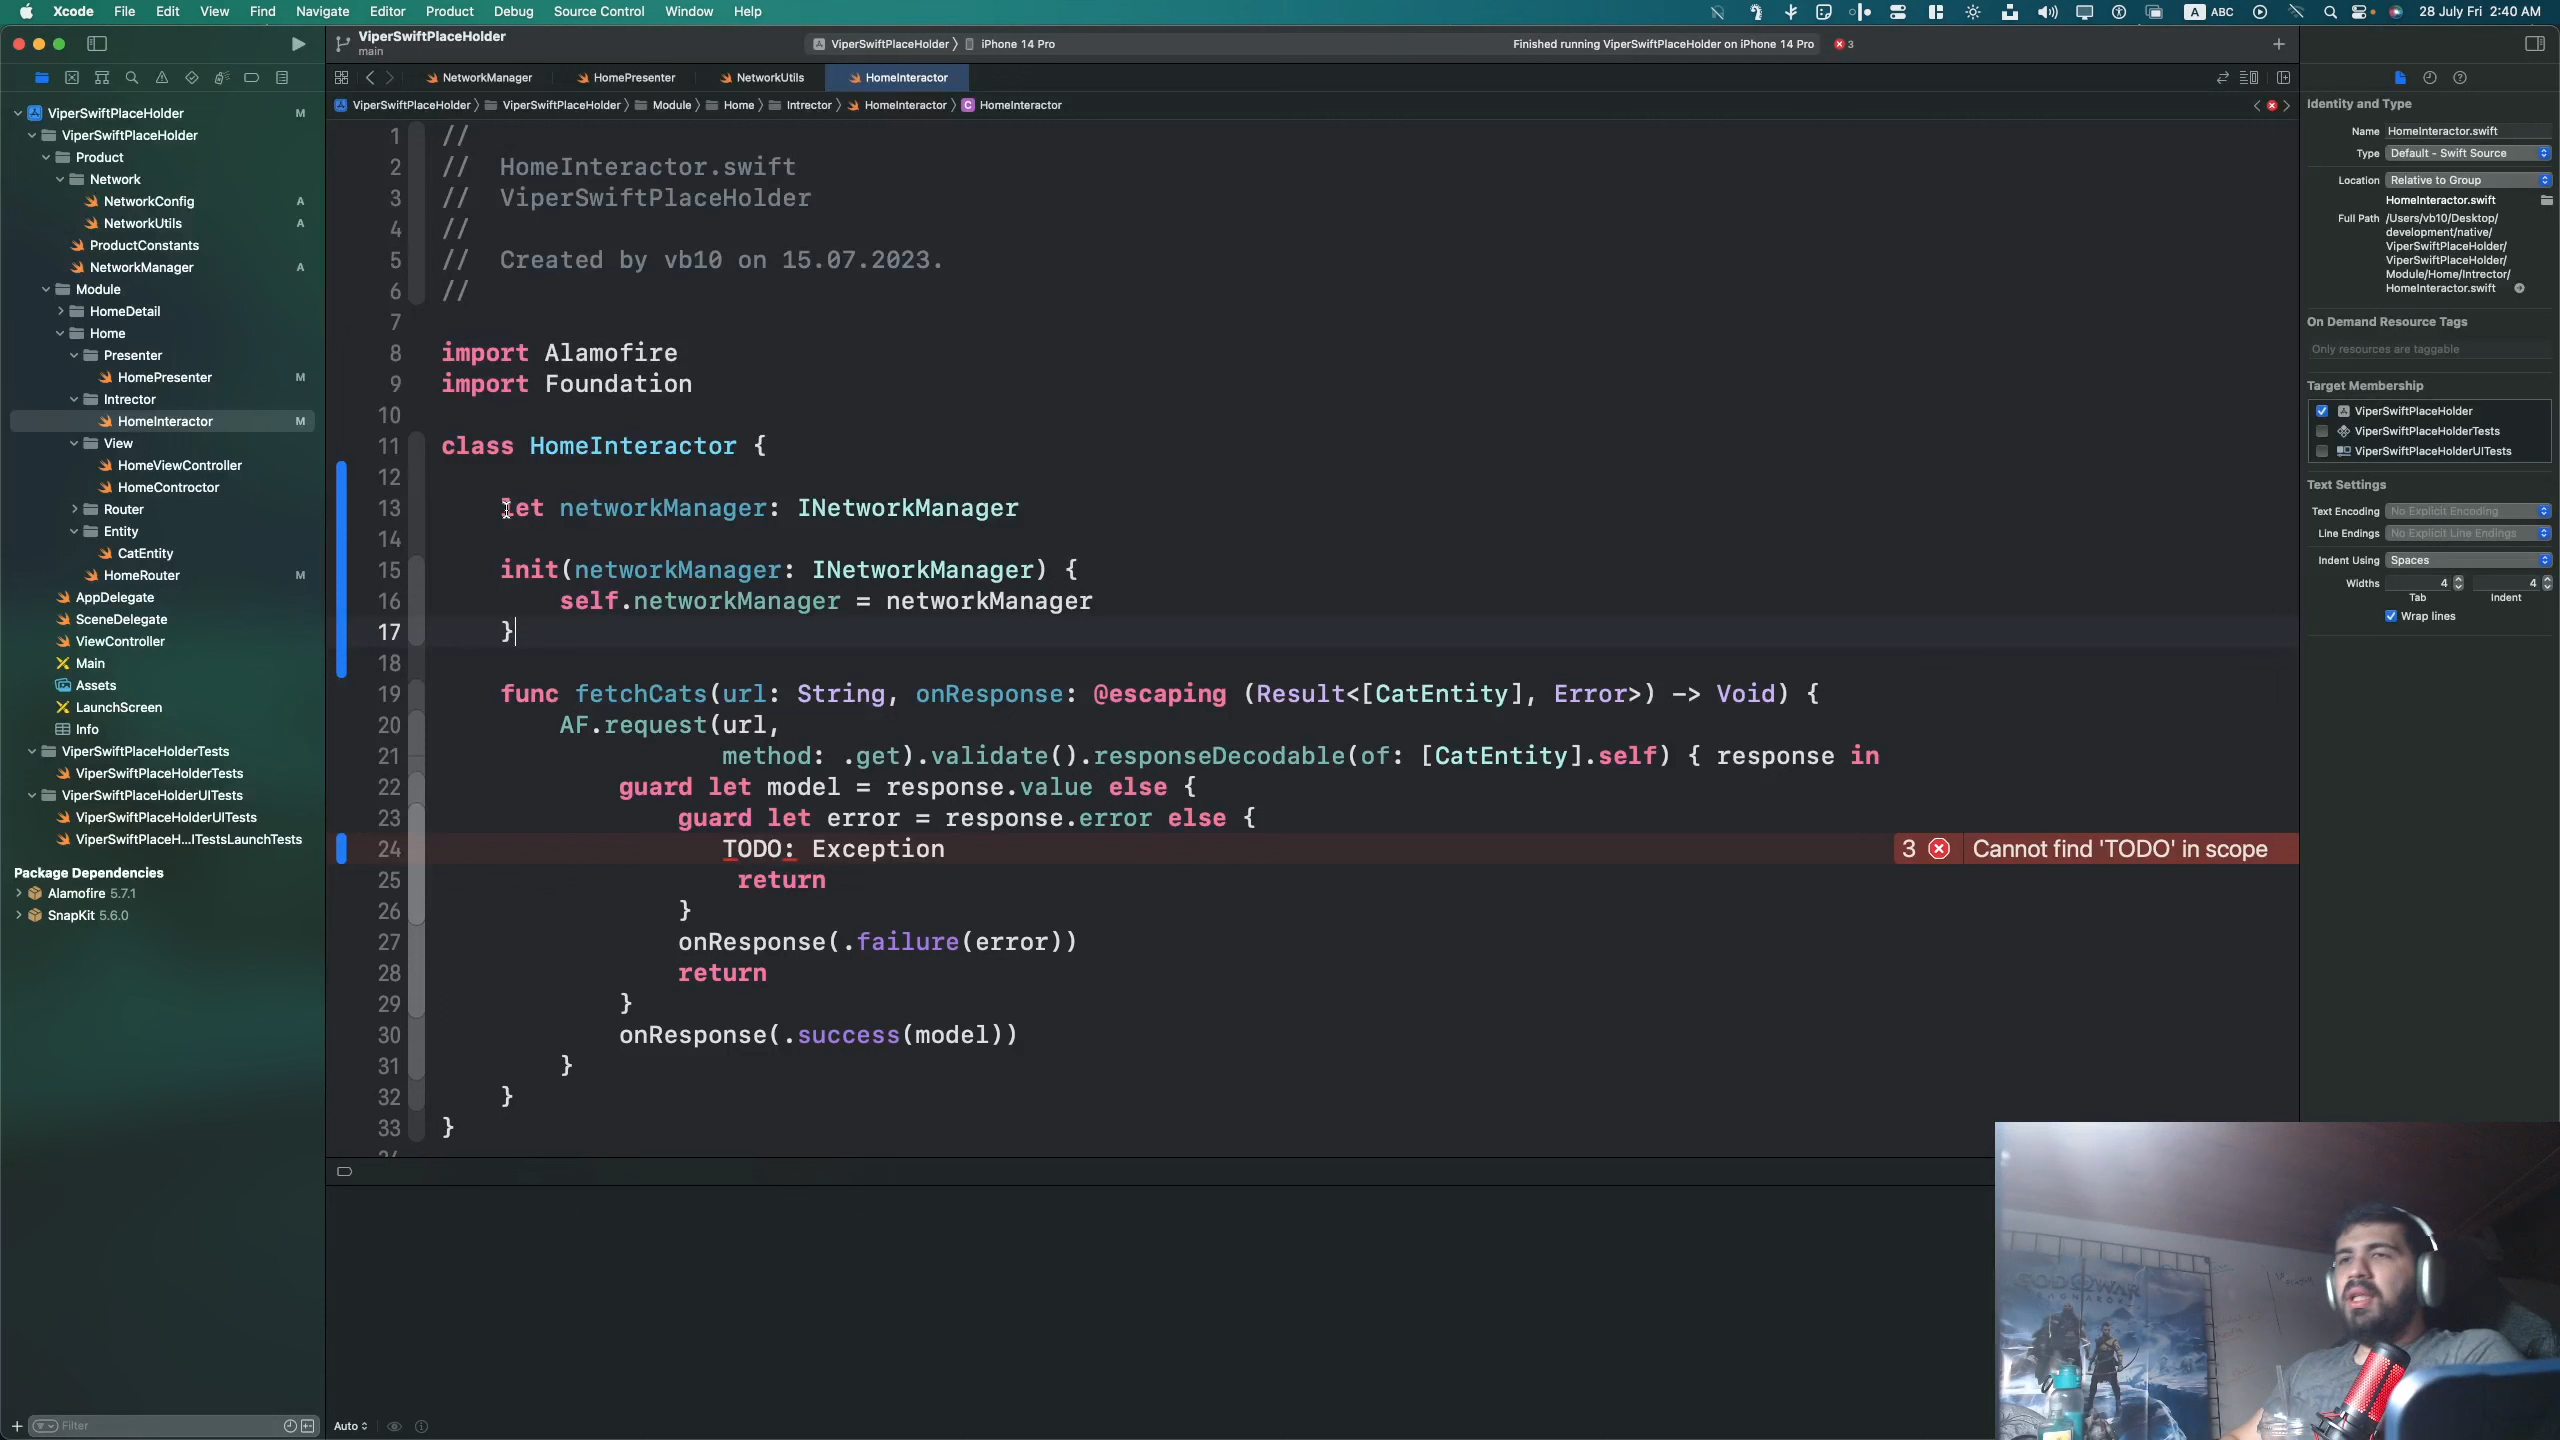 Xcode File Edit View Find Navigate Editor Product Debug Source Control Window Help
A ABC 28 July Fri 2:40 AM
ViperSwiftPlaceHolder
main
ViperSwiftPlaceHolder iPhone 14 Pro
Finished running ViperSwiftPlaceHolder on iPhone 14 Pro 3
NetworkManager HomePresenter NetworkUtils HomeInteractor
ViperSwiftPlaceHolder ViperSwiftPlaceHolder Module Home Intrector HomeInteractor C HomeInteractor
ViperSwiftPlaceHolder M
ViperSwiftPlaceHolder
Product
Network
NetworkConfig A
NetworkUtils A
ProductConstants
NetworkManager A
Module
HomeDetail
Home
Presenter
HomePresenter M
Intrector
HomeInteractor M
View
HomeViewController
HomeControctor
Router
Entity
CatEntity
HomeRouter M
AppDelegate
SceneDelegate
ViewController
Main
Assets
LaunchScreen
Info
ViperSwiftPlaceHolderTests
ViperSwiftPlaceHolderTests
ViperSwiftPlaceHolderUITests
ViperSwiftPlaceHolderUITests
ViperSwiftPlaceH...ITestsLaunchTests
Package Dependencies
Alamofire 5.7.1
SnapKit 5.6.0
Filter
1 //
2 // HomeInteractor.swift
3 // ViperSwiftPlaceHolder
4 //
5 // Created by vb10 on 15.07.2023.
6 //
7
8 import Alamofire
9 import Foundation
10
11 class HomeInteractor {
12
13 let networkManager: INetworkManager
14
15 init(networkManager: INetworkManager) {
16 self.networkManager = networkManager
17 }
18
19 func fetchCats(url: String, onResponse: @escaping (Result<[CatEntity], Error>) -> Void) {
20 AF.request(url,
21 method: .get).validate().responseDecodable(of: [CatEntity].self) { response in
22 guard let model = response.value else {
23 guard let error = response.error else {
24 TODO: Exception 3 Cannot find 'TODO' in scope
25 return
26 }
27 onResponse(.failure(error))
28 return
29 }
30 onResponse(.success(model))
31 }
32 }
33 }
Auto
Identity and Type
Name HomeInteractor.swift
Type Default - Swift Source
Location Relative to Group
HomeInteractor.swift
Full Path /Users/vb10/Desktop/
development/native/
ViperSwiftPlaceHolder/
ViperSwiftPlaceHolder/
Module/Home/Intrector/
HomeInteractor.swift
On Demand Resource Tags
Only resources are taggable
Target Membership
ViperSwiftPlaceHolder
ViperSwiftPlaceHolderTests
ViperSwiftPlaceHolderUITests
Text Settings
Text Encoding No Explicit Encoding
Line Endings No Explicit Line Endings
Indent Using Spaces
Widths 4 4
Tab Indent
Wrap lines
GOD OF WAR
RAGNARÖK